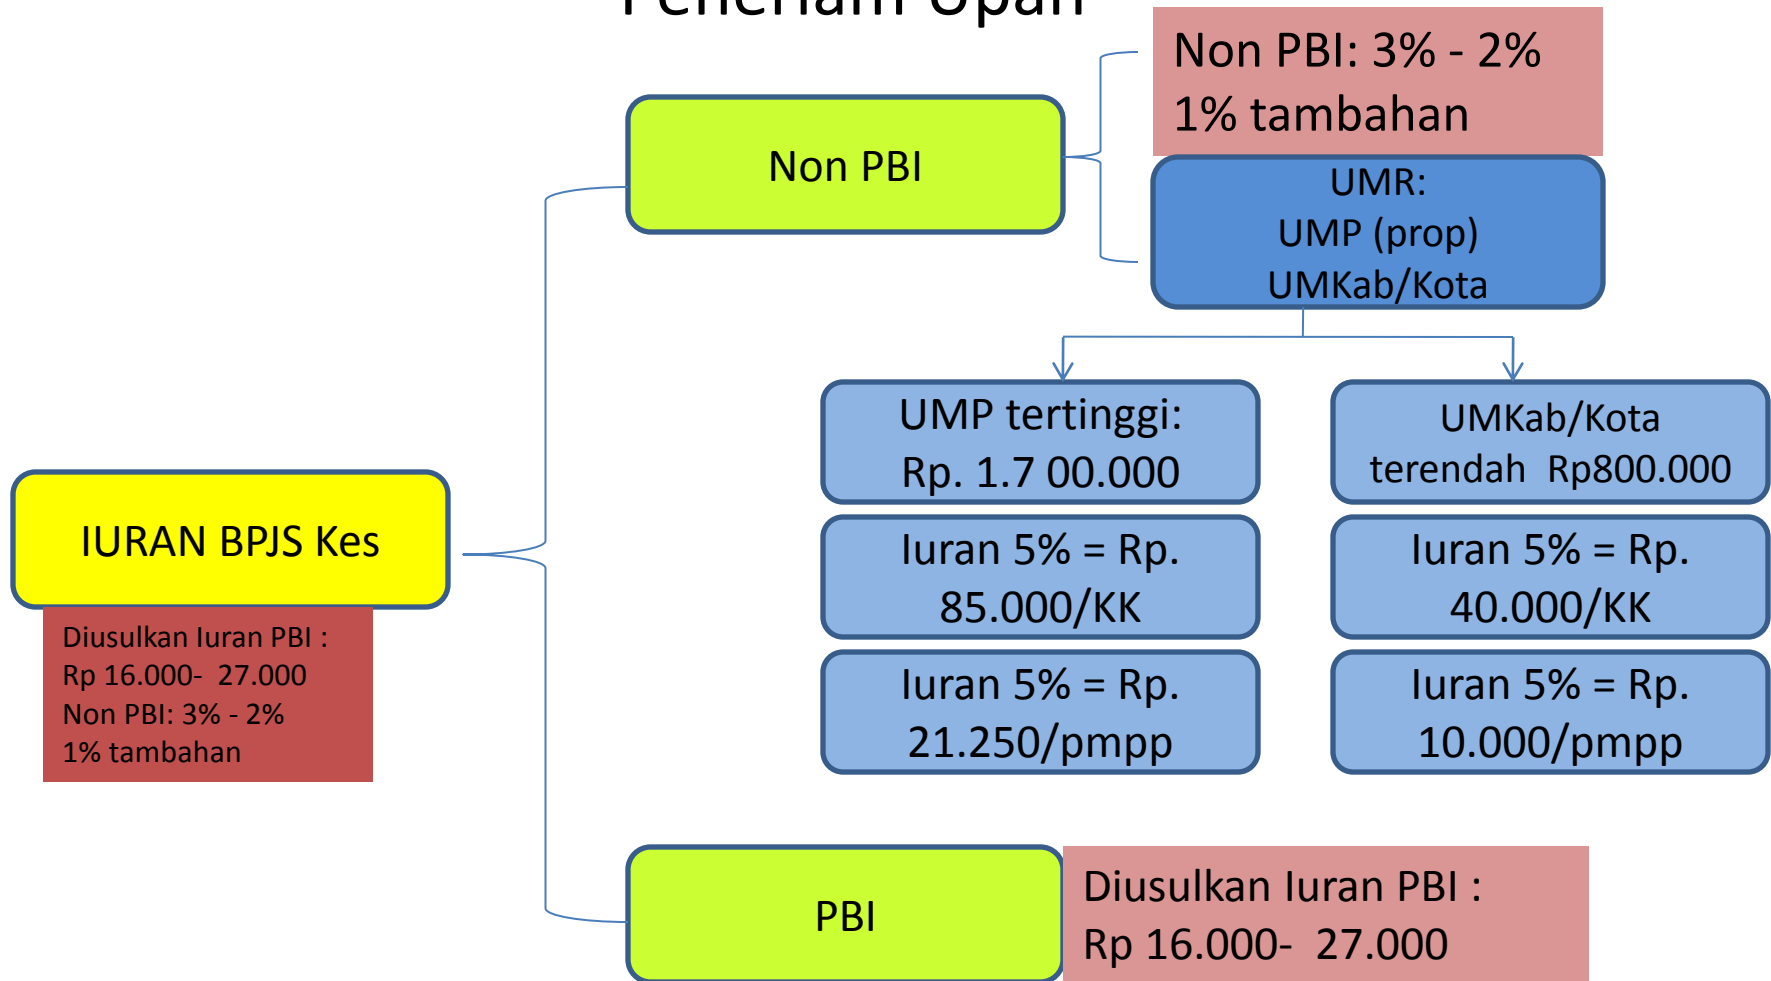 Upah
Non PBI: 3% - 2%
1% tambahan
Non PBI
UMR:
UMP (prop)
UMKab/Kota
UMP tertinggi:
Rp. 1.7 00.000
UMKab/Kota
terendah Rp800.000
IURAN BPJS Kes
Iuran 5% = Rp.
85.000/KK
Iuran 5% = Rp.
40.000/KK
Diusulkan Iuran PBI :
Rp 16.000- 27.000
Non PBI: 3% - 2%
1% tambahan
Iuran 5% = Rp.
21.250/pmpp
Iuran 5% = Rp.
10.000/pmpp
PBI
Diusulkan Iuran PBI :
Rp 16.000- 27.000